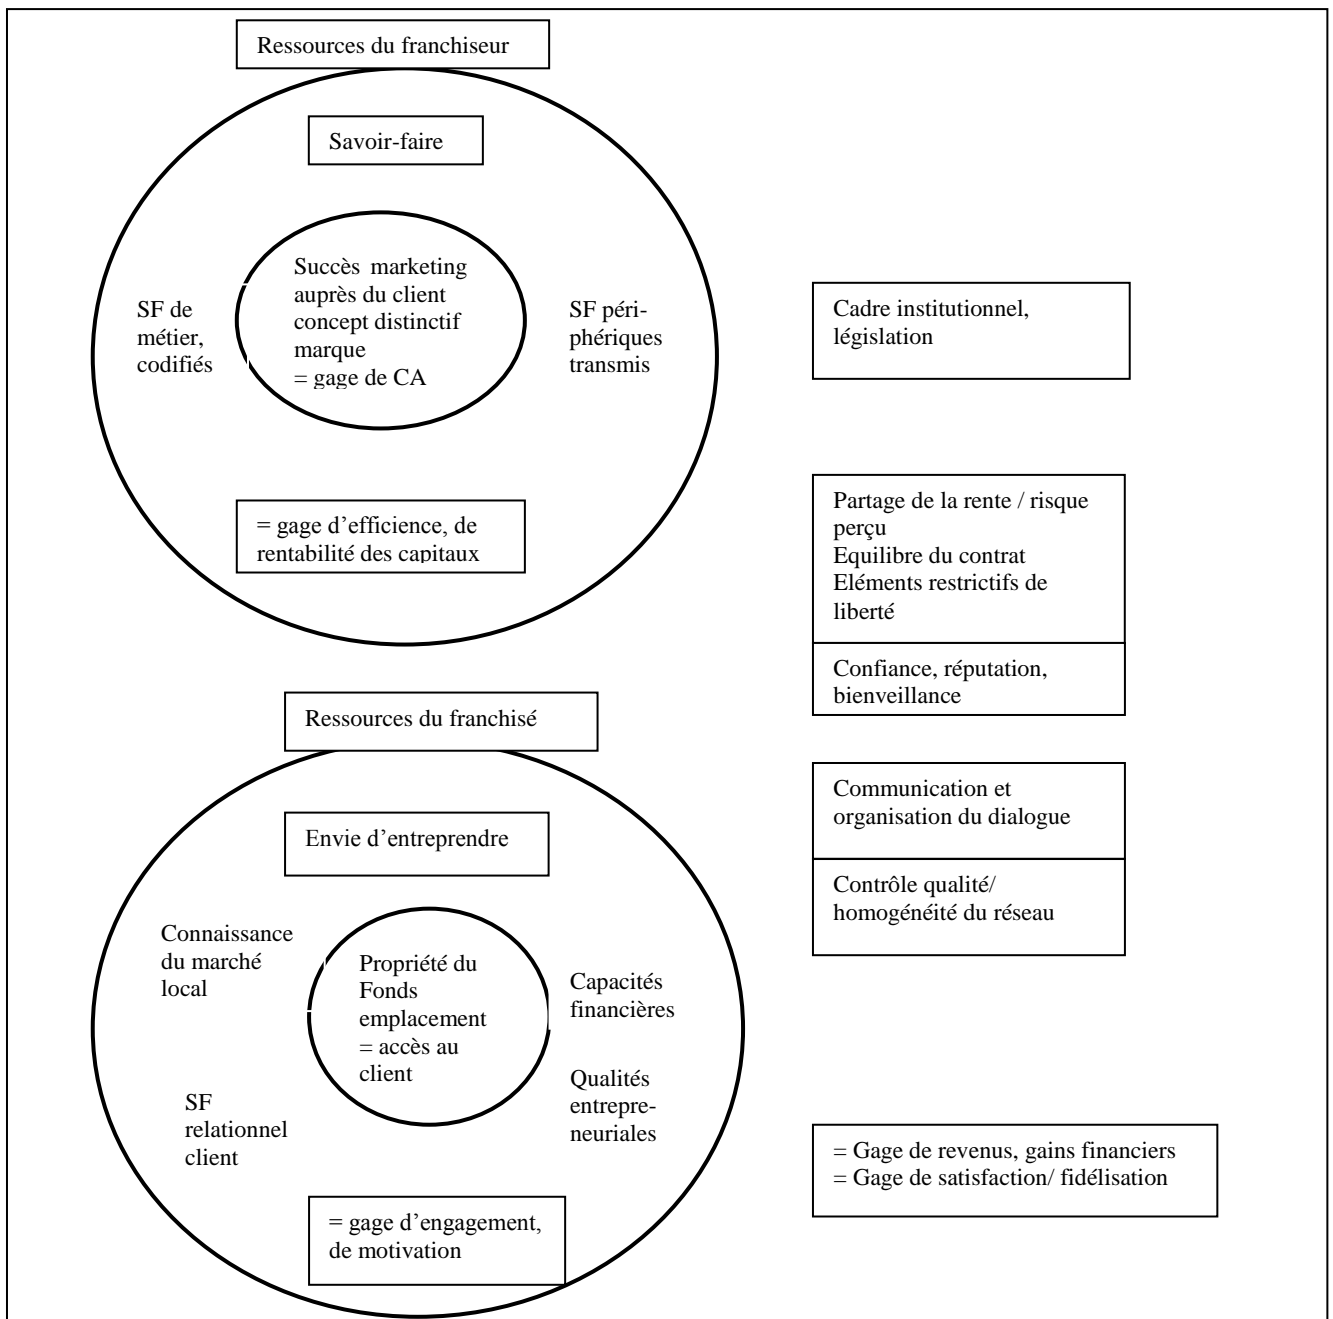 Ressources du franchiseur
Savoir-faire
Succès marketing
auprès du client
concept distinctif
marque
= gage de CA
SF de
métier,
codifiés
SF péri-
phériques
transmis
= gage d’efficience, de
rentabilité des capitaux
Ressources du franchisé
Envie d’entreprendre
Connaissance
du marché
local
Propriété du
Fonds
emplacement
= accès au
client
Capacités
financières
SF
relationnel
client
Qualités
entrepre-
neuriales
= gage d’engagement,
de motivation
Cadre institutionnel,
législation
Partage de la rente / risque
perçu
Equilibre du contrat
Eléments restrictifs de
liberté
Confiance, réputation,
bienveillance
Communication et
organisation du dialogue
Contrôle qualité/
homogénéité du réseau
= Gage de revenus, gains financiers
= Gage de satisfaction/ fidélisation